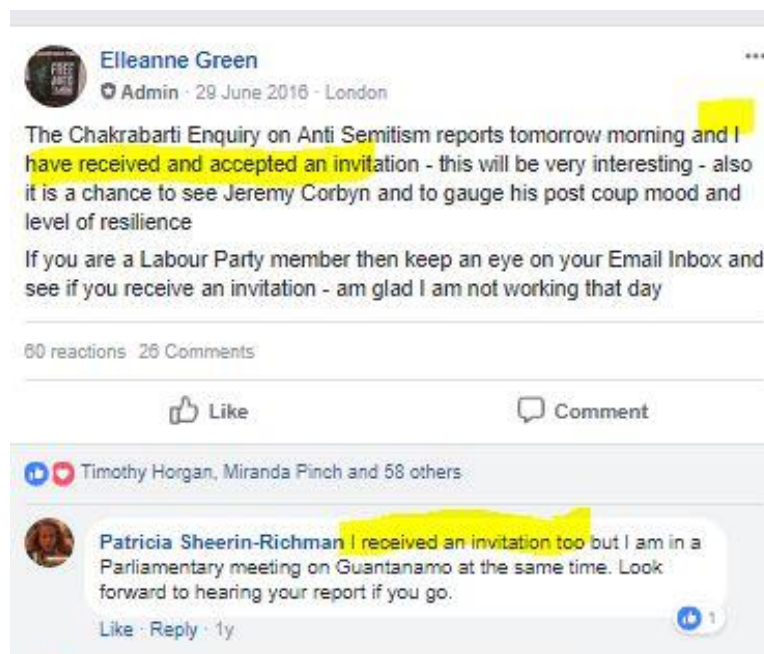 Elleanne Green
Admin · 29 June 2016 · London
The Chakrabarti Enquiry on Anti Semitism reports tomorrow morning and I
have received and accepted an invitation - this will be very interesting - also
it is a chance to see Jeremy Corbyn and to gauge his post coup mood and
level of resilience
If you are a Labour Party member then keep an eye on your Email Inbox and
see if you receive an invitation - am glad I am not working that day
60 reactions 26 Comments
Like Comment
Timothy Horgan, Miranda Pinch and 58 others
Patricia Sheerin-Richman I received an invitation too but I am in a
Parliamentary meeting on Guantanamo at the same time. Look
forward to hearing your report if you go.
1
Like · Reply · 1y